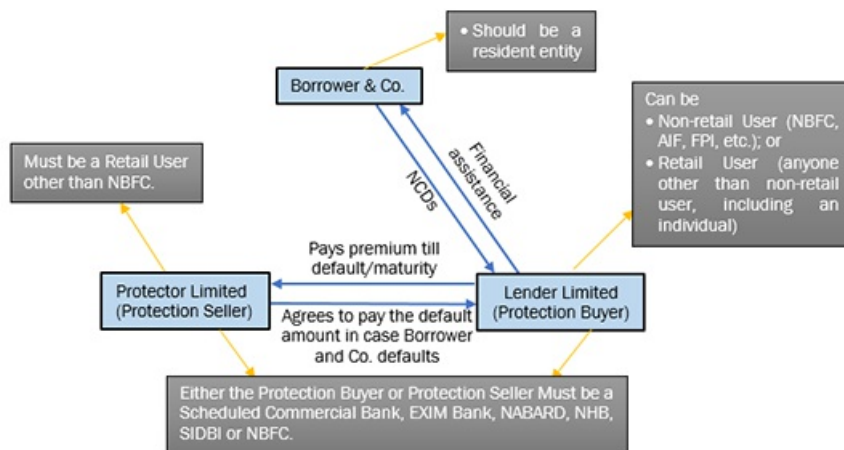 • Should be a
resident entity
Borrower & Co.
Can be
• Non-retail User (NBFC,
AIF, FPI, etc.); or
• Retail User (anyone
other than non-retail
user, including an
individual)
Must be a Retail User
other than NBFC.
NCDs
Financial
assistance
Pays premium till
default/maturity
Protector Limited
(Protection Seller)
Lender Limited
(Protection Buyer)
Agrees to pay the default
amount in case Borrower
and Co. defaults
Either the Protection Buyer or Protection Seller Must be a
Scheduled Commercial Bank, EXIM Bank, NABARD, NHB,
SIDBI or NBFC.